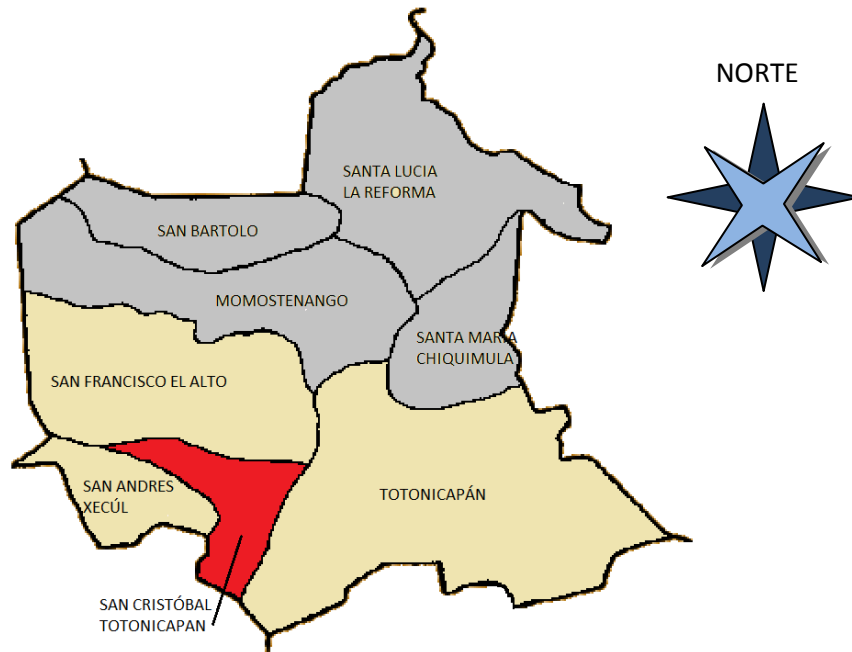 NORTE
SANTA LUCIA
LA REFORMA
SAN BARTOLO
MOMOSTENANGO
SANTA MARIA
CHIQUIMULA
SAN FRANCISCO EL ALTO
SAN ANDRES
XECÚL
TOTONICAPÁN
SAN CRISTÓBAL
TOTONICAPAN